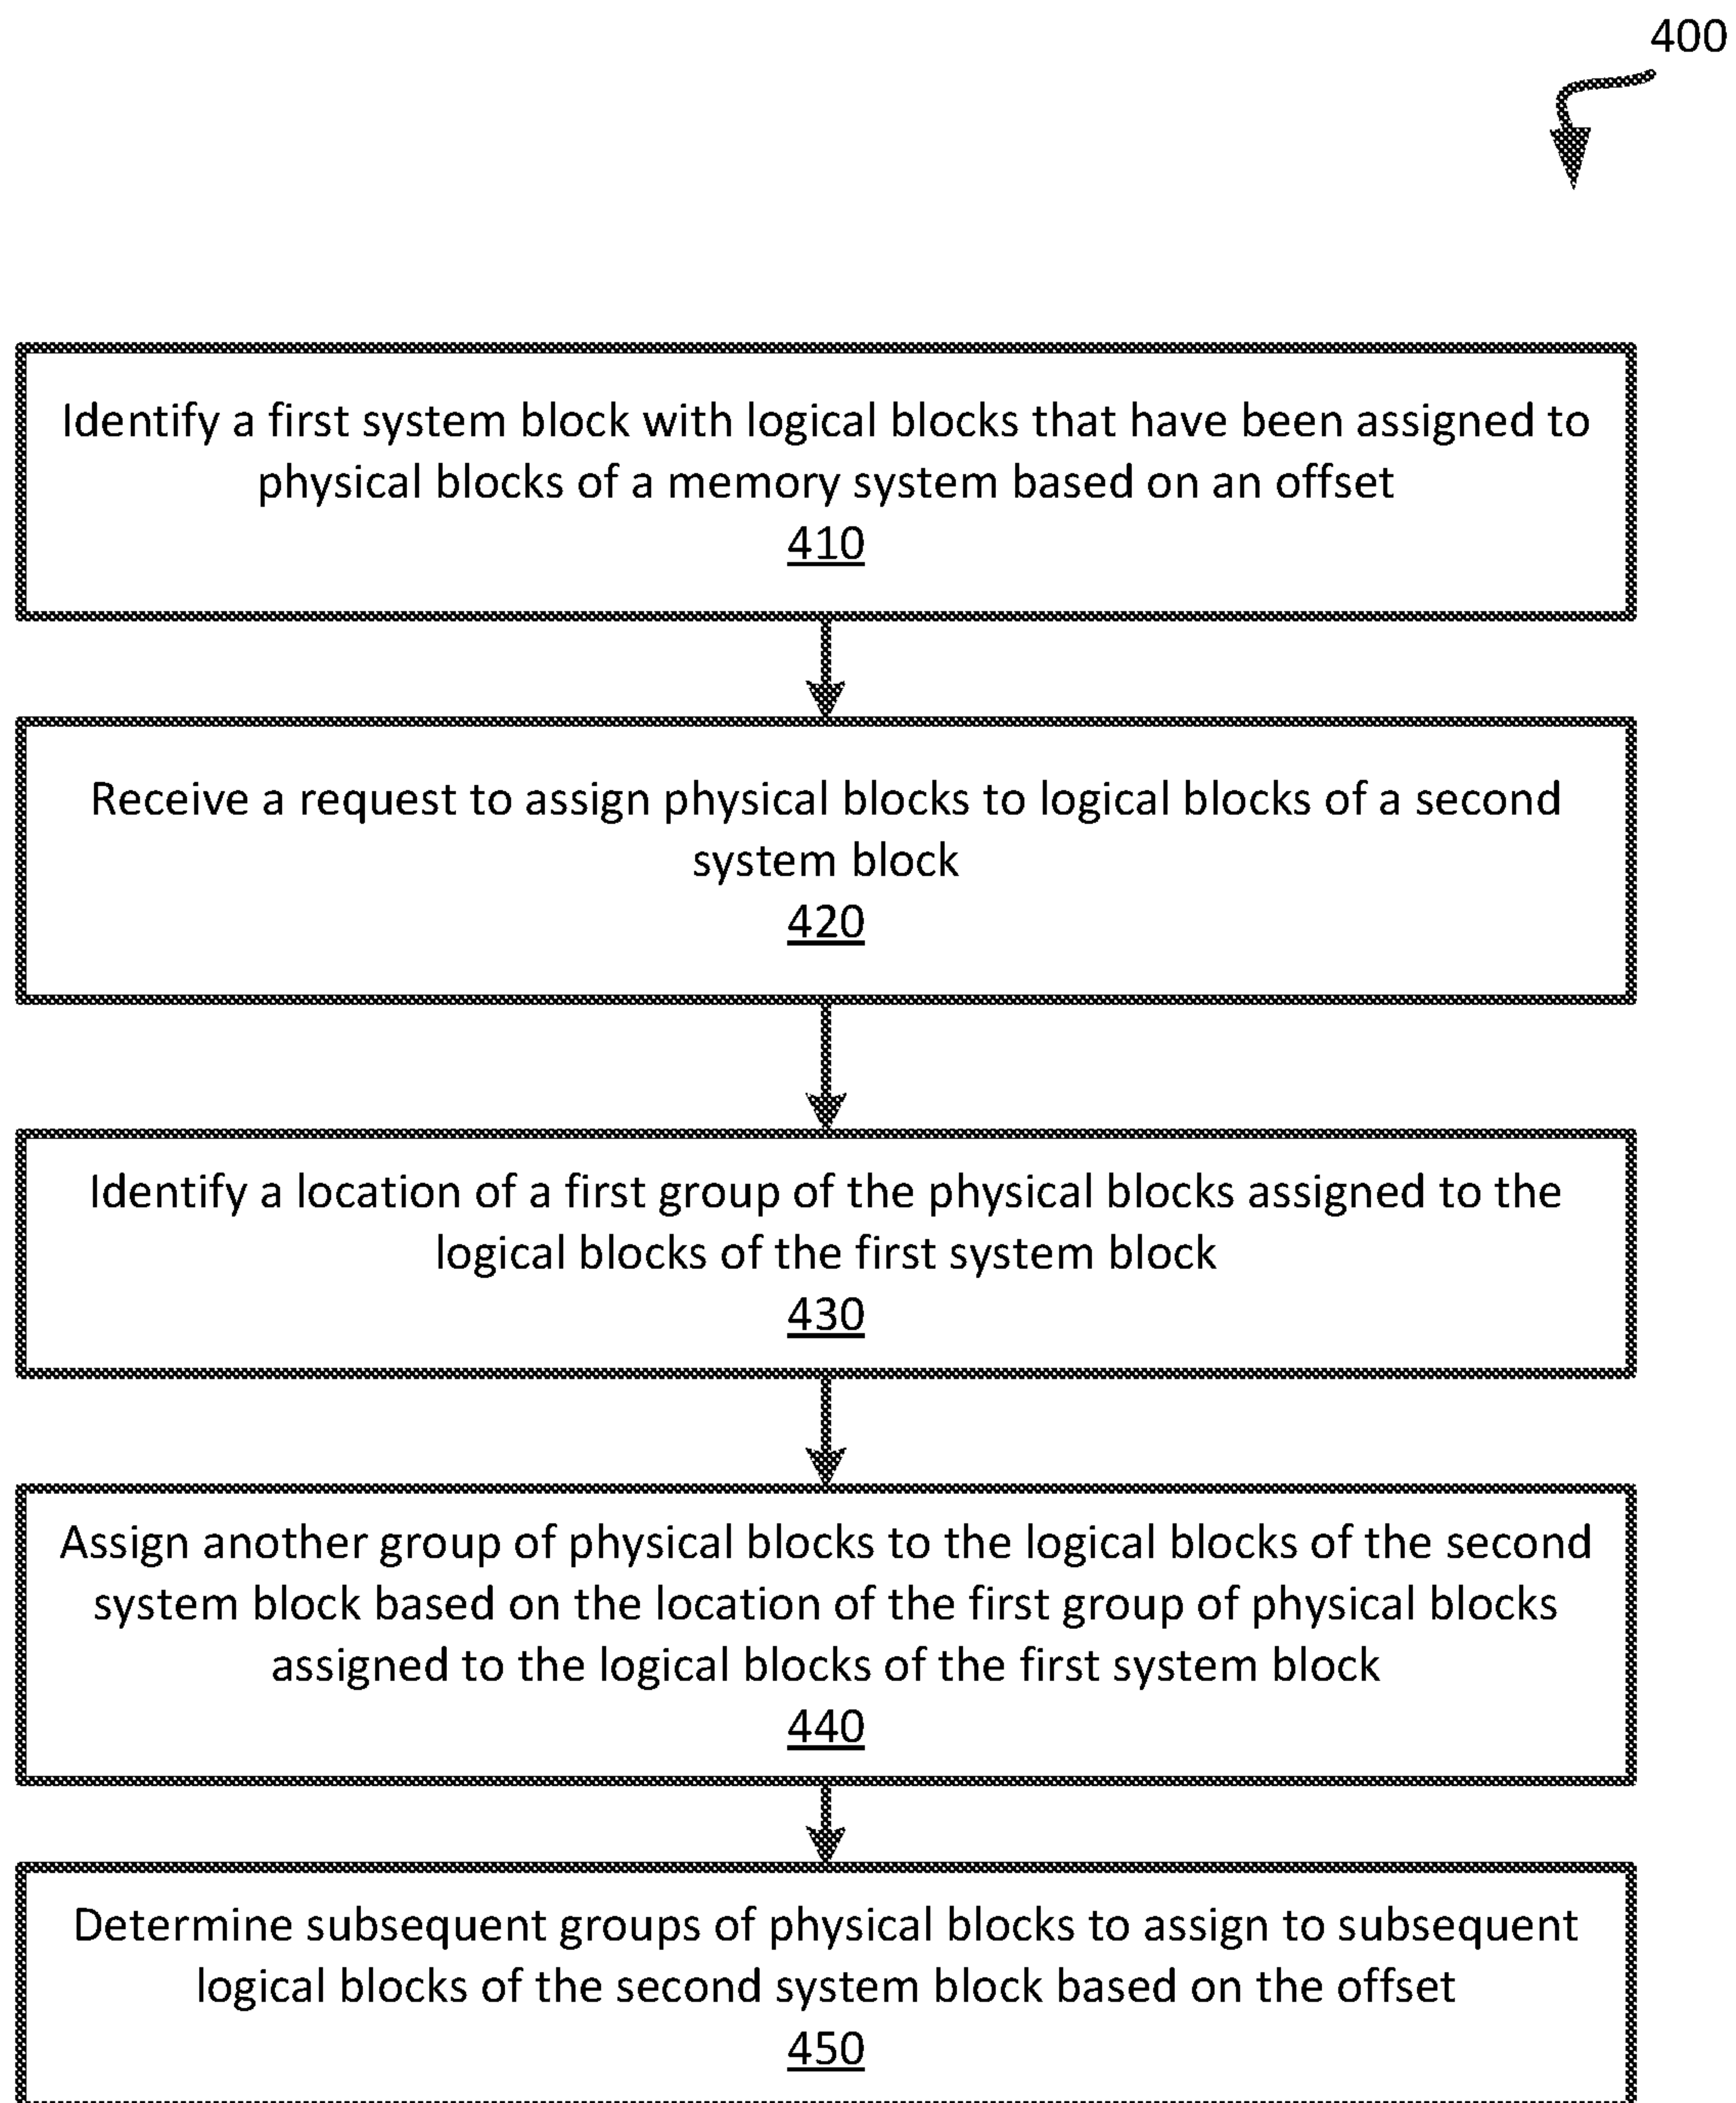 400
Identify a first system block with logical blocks that have been assigned to
physical blocks of a memory system based on an offset
410
Receive a request to assign physical blocks to logical blocks of a second
system block
420
Identify a location of a first group of the physical blocks assigned to the
logical blocks of the first system block
430
Assign another group of physical blocks to the logical blocks of the second
system block based on the location of the first group of physical blocks
assigned to the logical blocks of the first system block
440
Determine subsequent groups of physical blocks to assign to subsequent
logical blocks of the second system block based on the offset
450